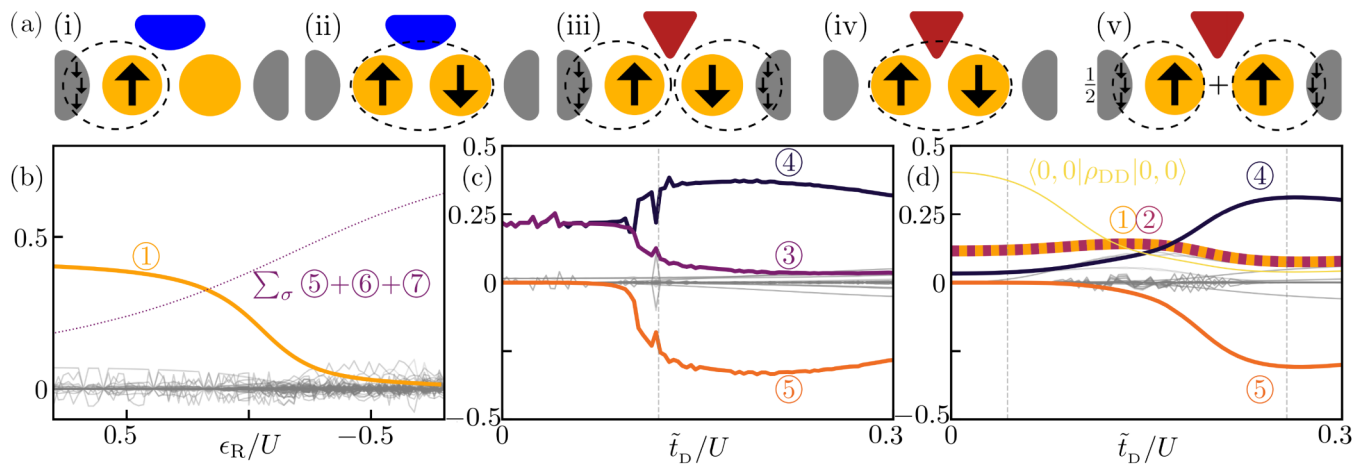 (a) (i) (ii) (iii) (iv) (v)
1/2 +
(b) 0.5 0 ① ∑σ ⑤+⑥+⑦
0.5 -0.5
ϵR/U
(c) 0.5 0.25 0 -0.5 ④ ③ ⑤
0 0.3
t̃D/U
(d) 0.5 0 -0.5 ⟨0,0|ρDD|0,0⟩ ④ ①② ⑤
0 0.3
t̃D/U